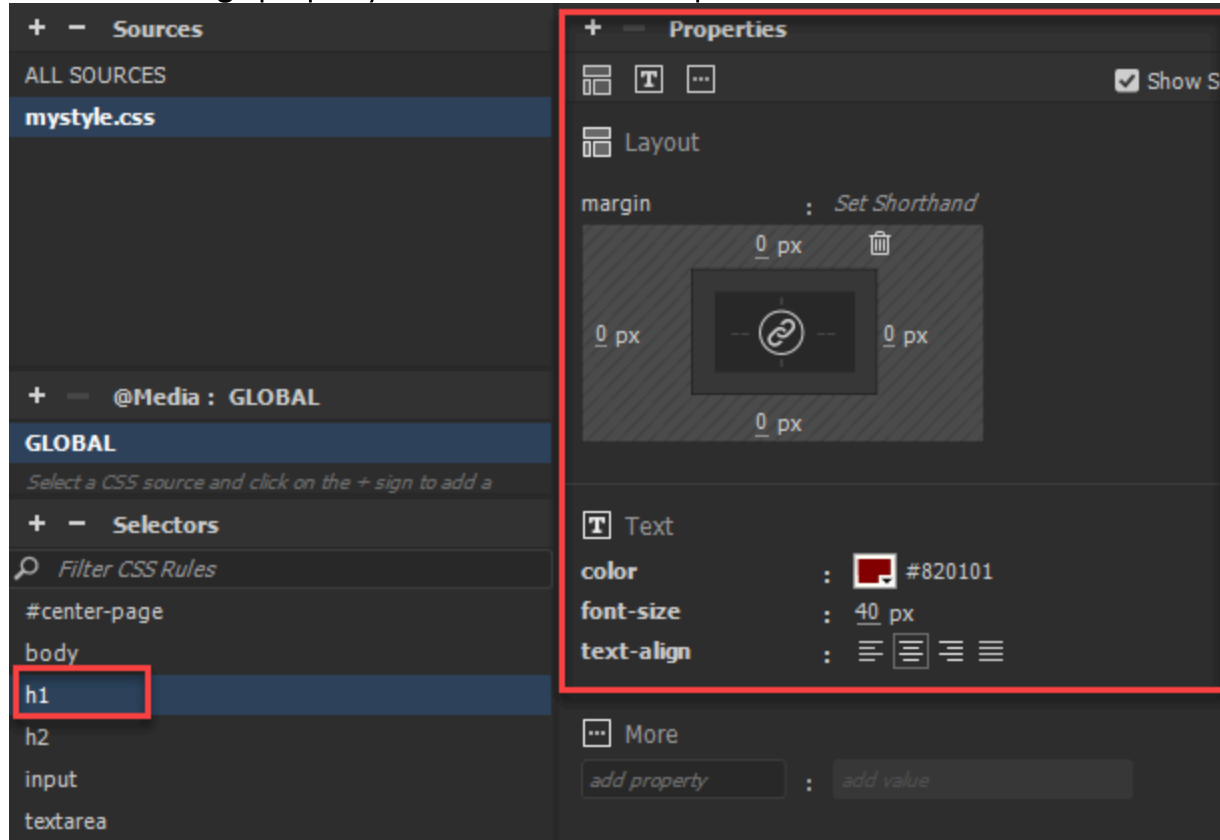 + - Sources
ALL SOURCES
mystyle.css
+ - @Media : GLOBAL
GLOBAL
Select a CSS source and click on the + sign to add a
+ - Selectors
Filter CSS Rules
#center-page
body
h1
h2
input
textarea
+ - Properties
T
Show S
Layout
margin : Set Shorthand
0 px
0 px
0 px
0 px
T Text
color : #820101
font-size : 40 px
text-align :
More
add property : add value